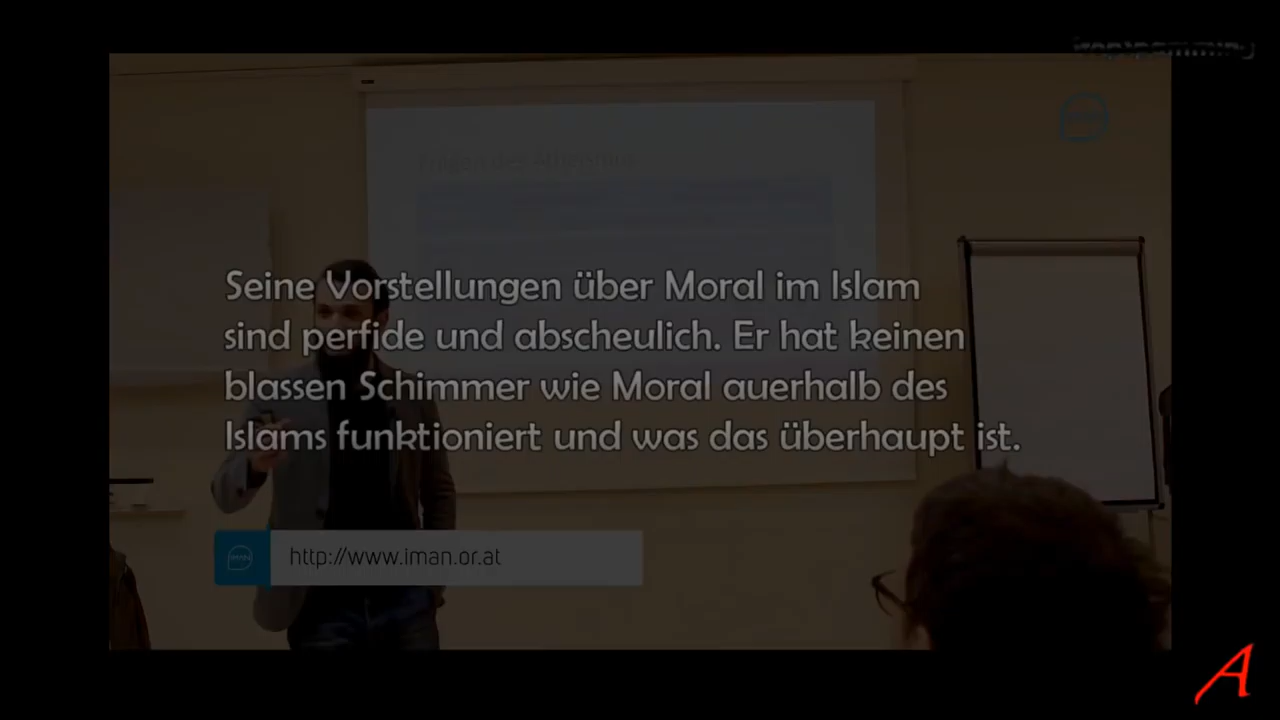 Seine Vorstellungen über Moral im Islam
sind perfide und abscheulich. Er hat keinen
blassen Schimmer wie Moral auerhalb des
Islams funktioniert und was das überhaupt ist.
http://www.iman.or.at
A